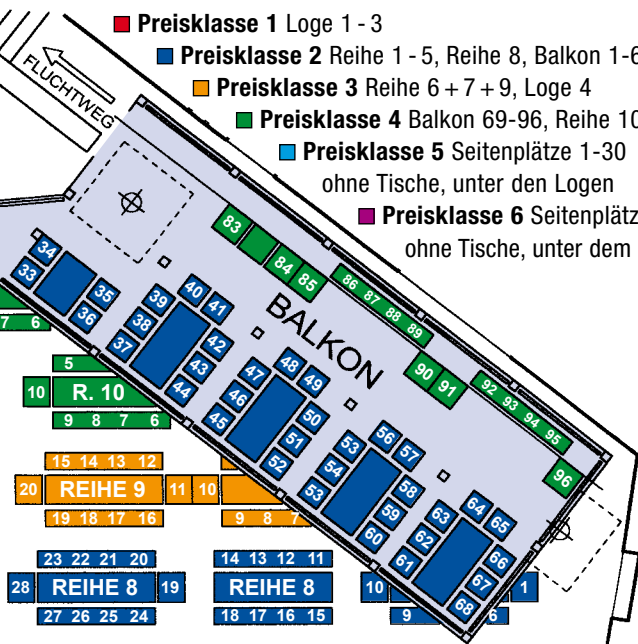 Preisklasse 1 Loge 1 - 3
Preisklasse 2 Reihe 1 - 5, Reihe 8, Balkon 1-6
Preisklasse 3 Reihe 6 + 7 + 9, Loge 4
Preisklasse 4 Balkon 69-96, Reihe 10
Preisklasse 5 Seitenplätze 1-30
ohne Tische, unter den Logen
Preisklasse 6 Seitenplätz
ohne Tische, unter dem
FLUCHTWEG
BALKON
83
84 85
86 87 88 89
90 91
92 93 94 95
96
34
33
35
36
39 40 41
38
37
42
43
44
47 48 49
46
45
50
51
52
53 56 57
54
53
58
59
60
63 64 65
62
61
66
67
68
7 6
5
10 R. 10
9 8 7 6
15 14 13 12
20 REIHE 9 11 10
19 18 17 16
9 8 7
23 22 21 20
28 REIHE 8 19
27 26 25 24
14 13 12 11
REIHE 8
18 17 16 15
10
1
9
6